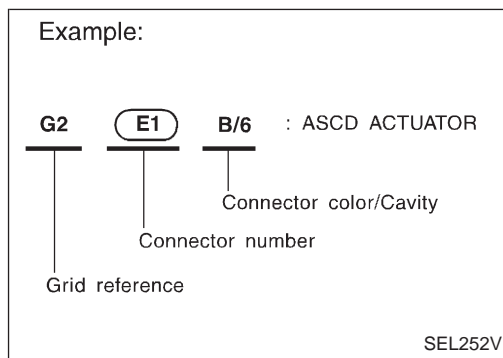 Example:
G2 E1 B/6 : ASCD ACTUATOR
Connector color/Cavity
Connector number
Grid reference
SEL252V